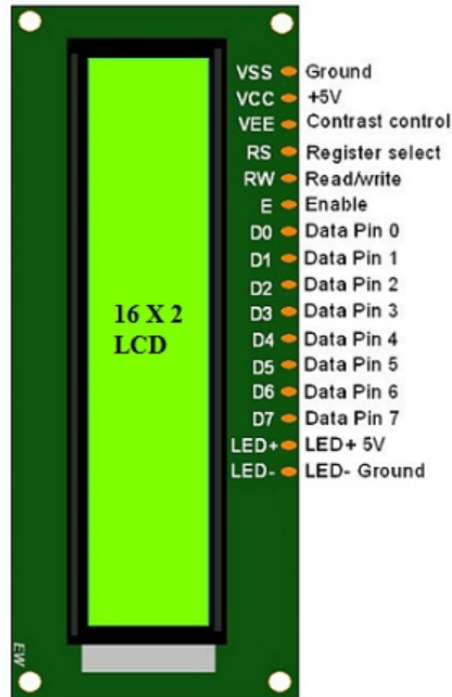 VSS Ground
VCC +5V
VEE Contrast control
RS Register select
RW Read/write
E Enable
D0 Data Pin 0
D1 Data Pin 1
D2 Data Pin 2
D3 Data Pin 3
D4 Data Pin 4
D5 Data Pin 5
D6 Data Pin 6
D7 Data Pin 7
LED+ LED+ 5V
LED- LED- Ground
16 X 2
LCD
EW